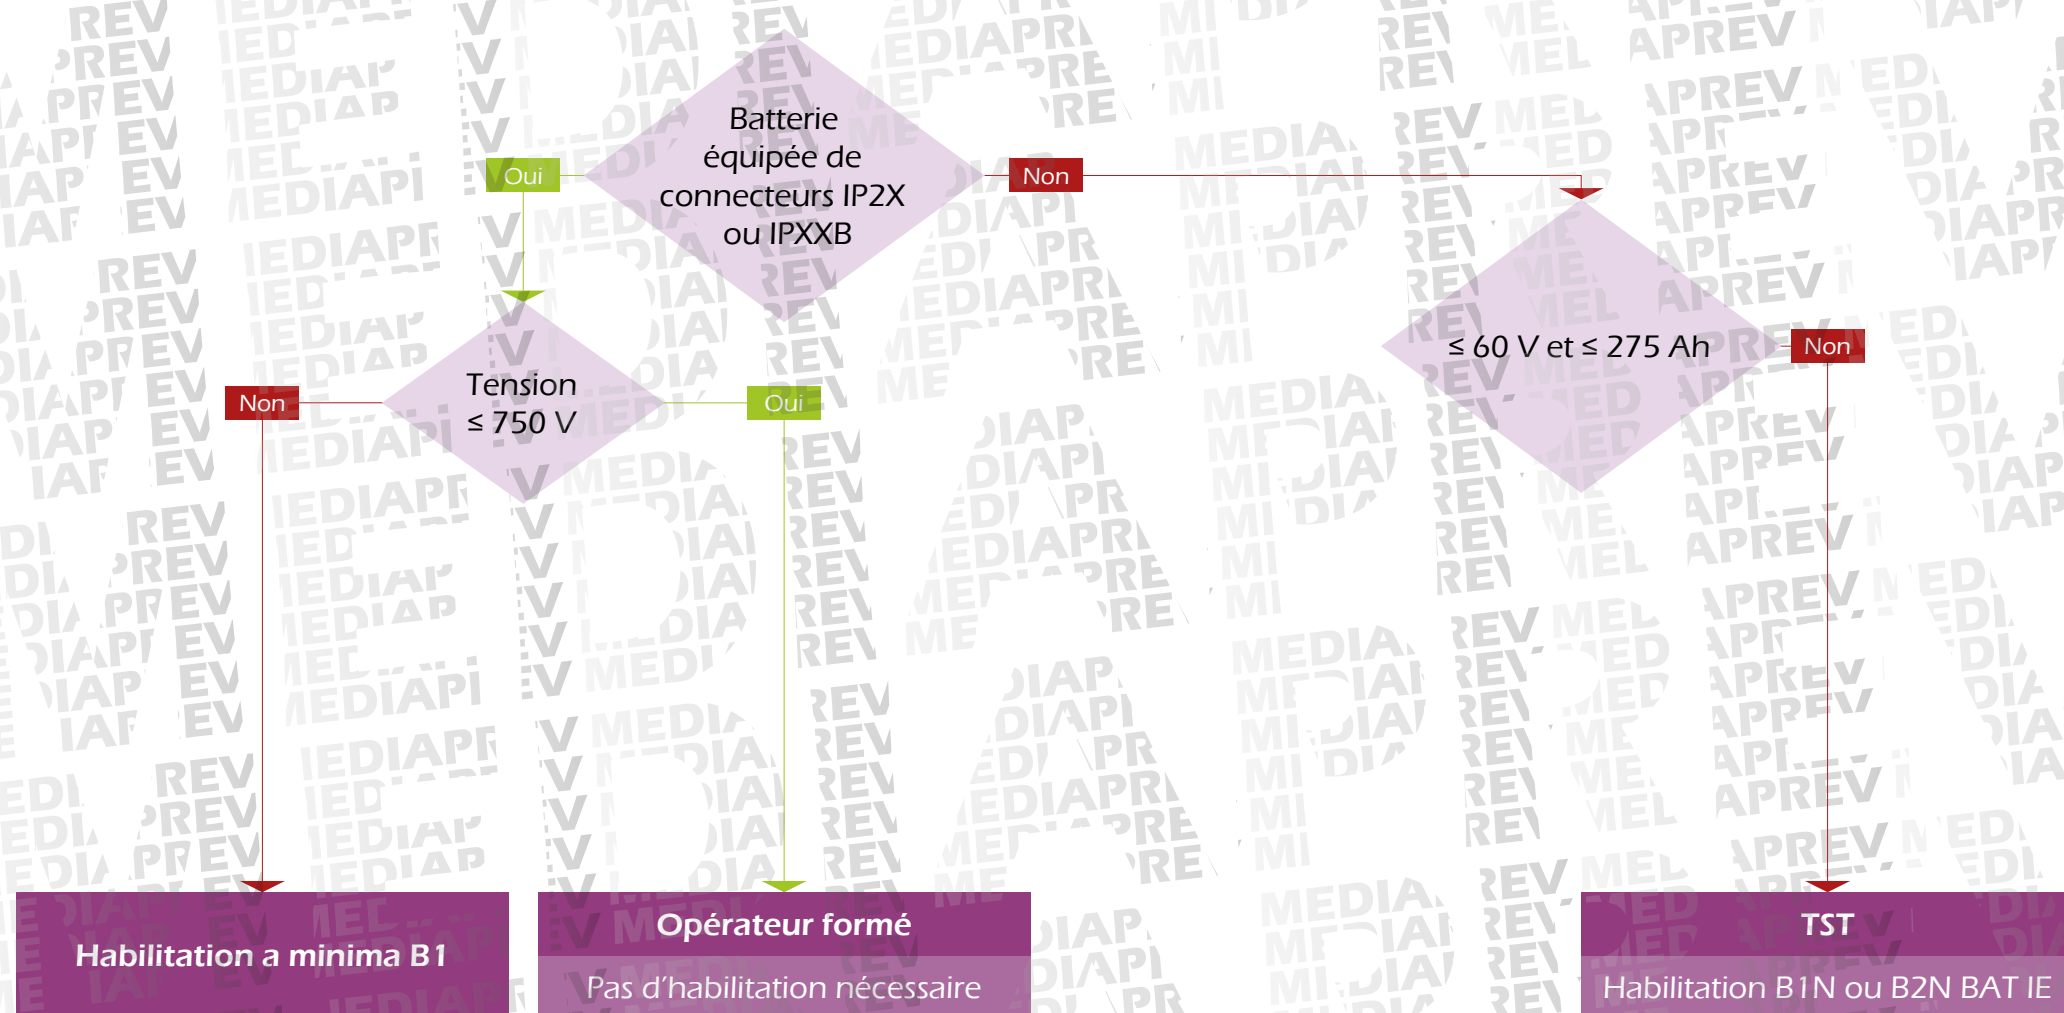 Batterie
équipée de
connecteurs IP2X
ou IPXXB
Oui
Non
Tension
≤ 750 V
Non
Oui
≤ 60 V et ≤ 275 Ah
Non
Habilitation a minima B1
Opérateur formé
Pas d’habilitation nécessaire
TST
Habilitation B1N ou B2N BAT IE